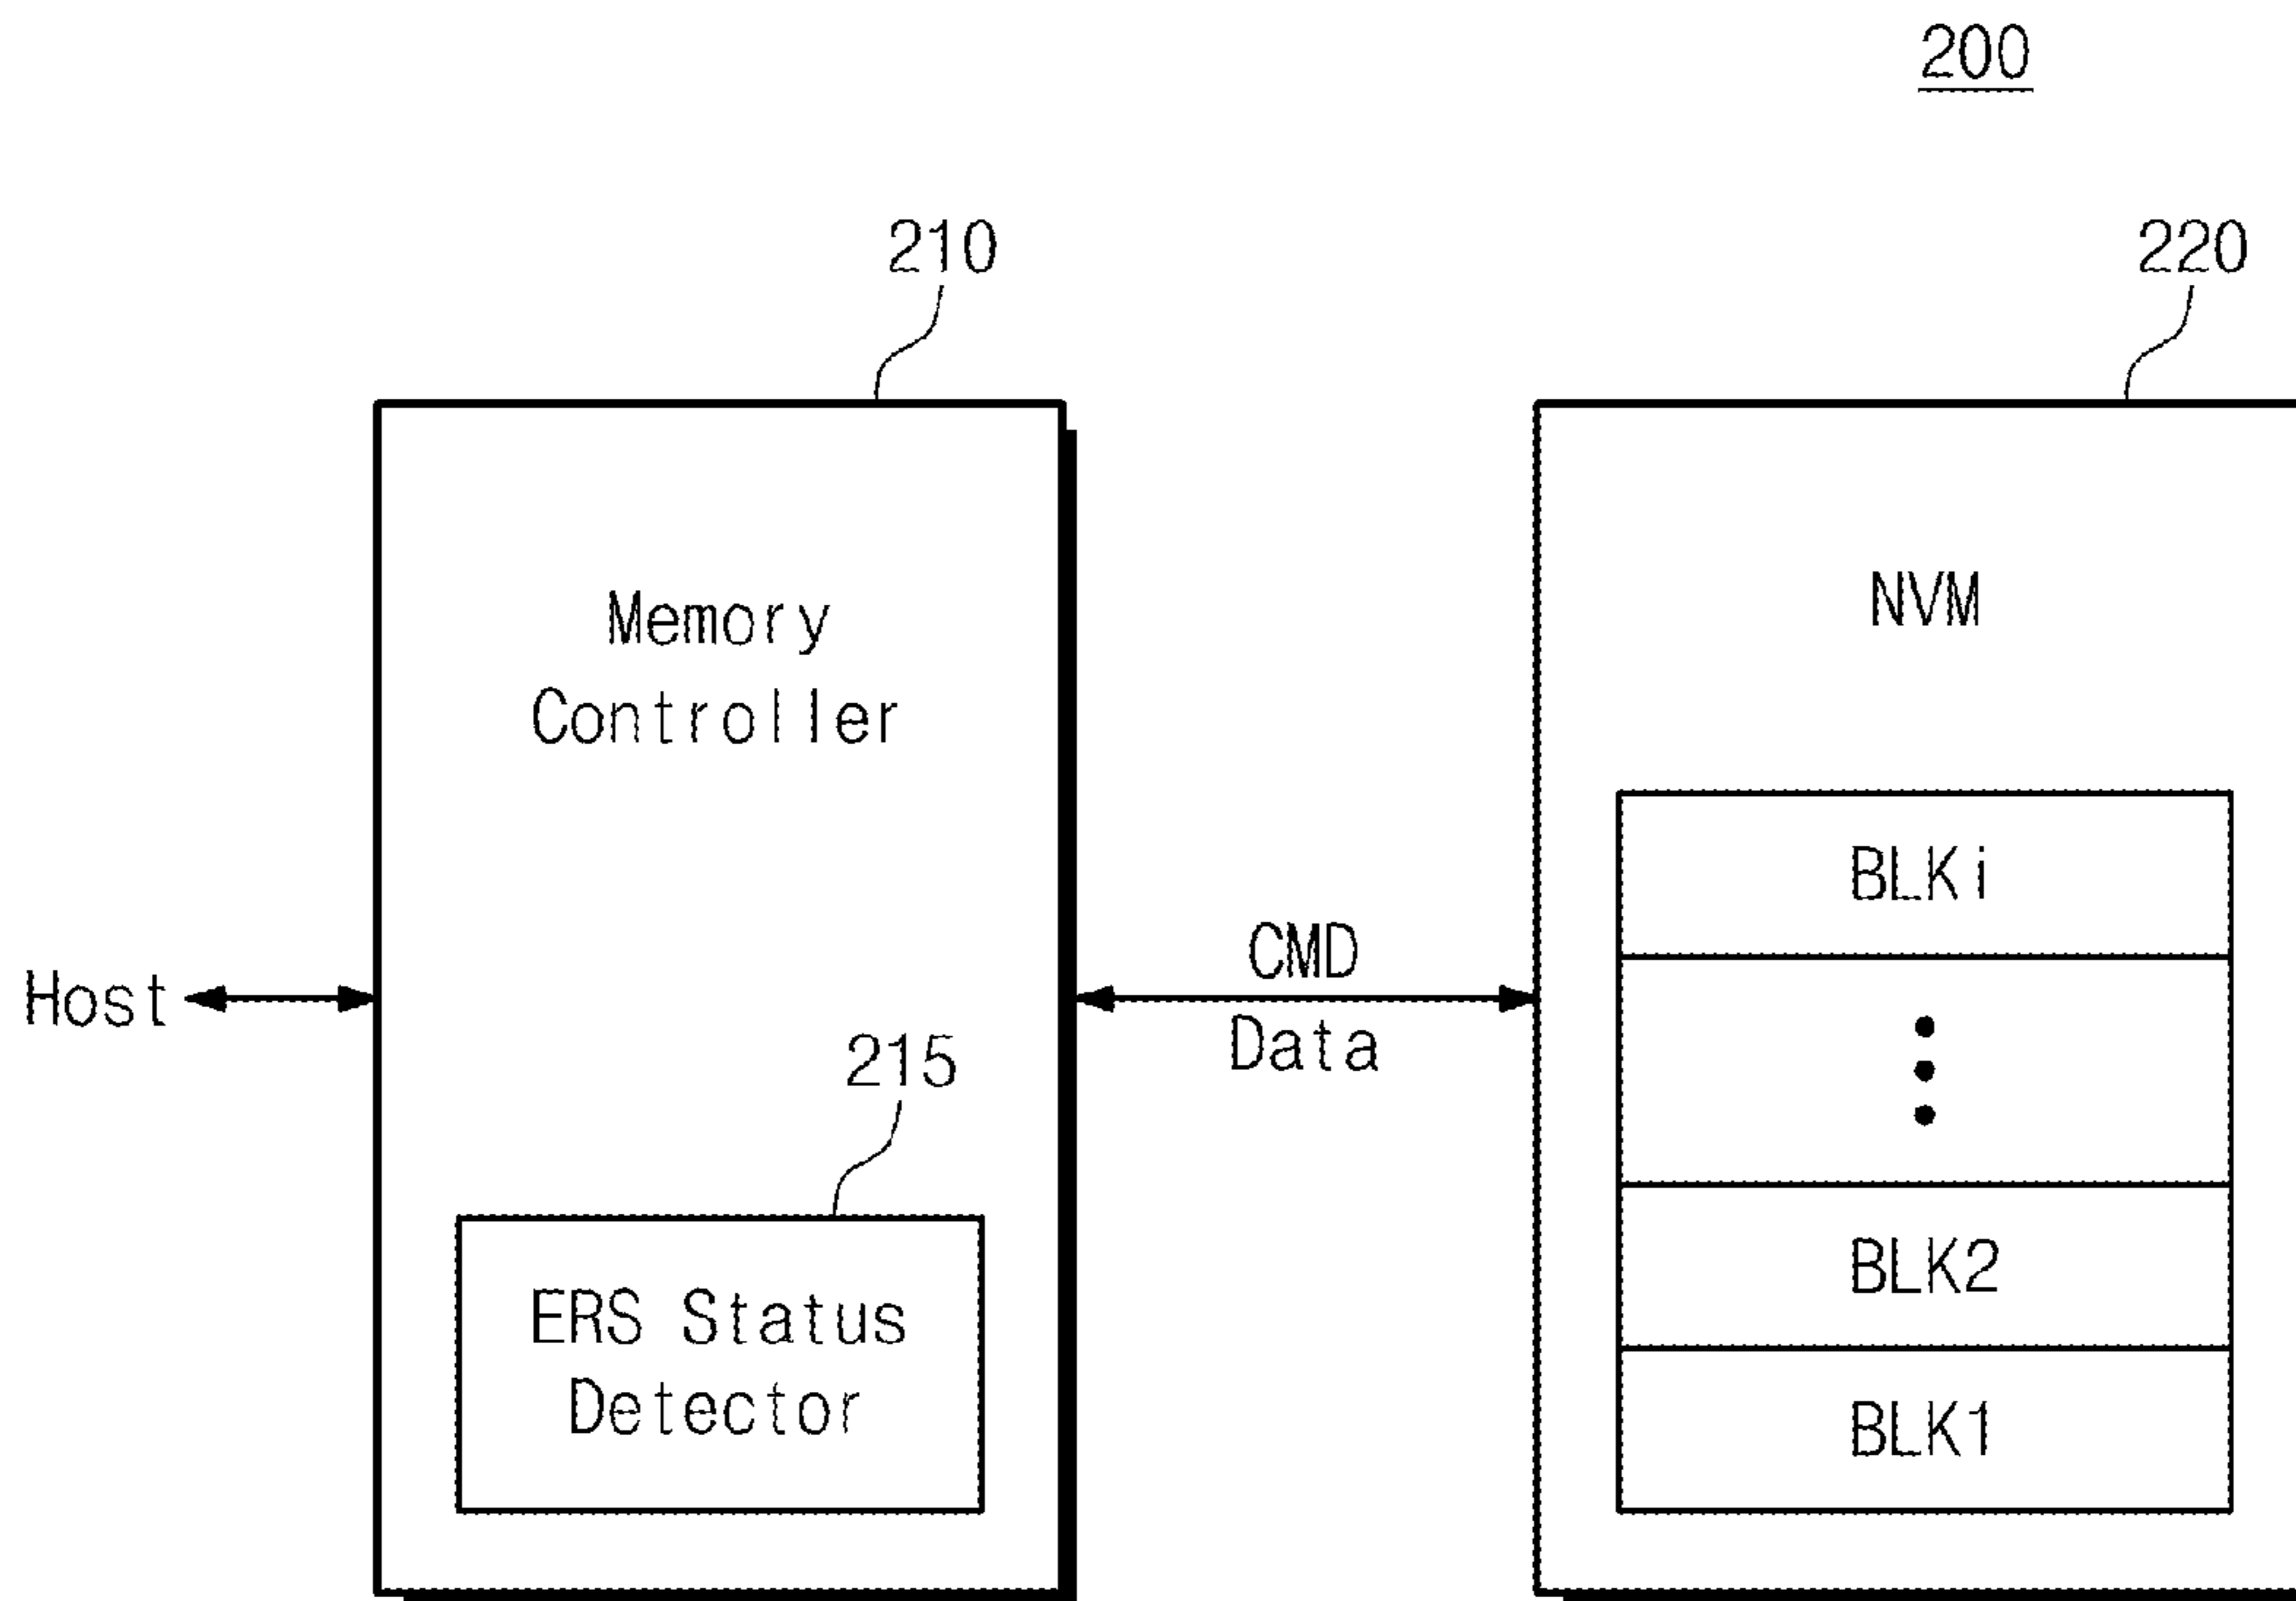 200
210
220
Memory
Controller
NVM
BLKi
CMD
Host
Data
215
BLK2
ERS Status
Detector
BLK1